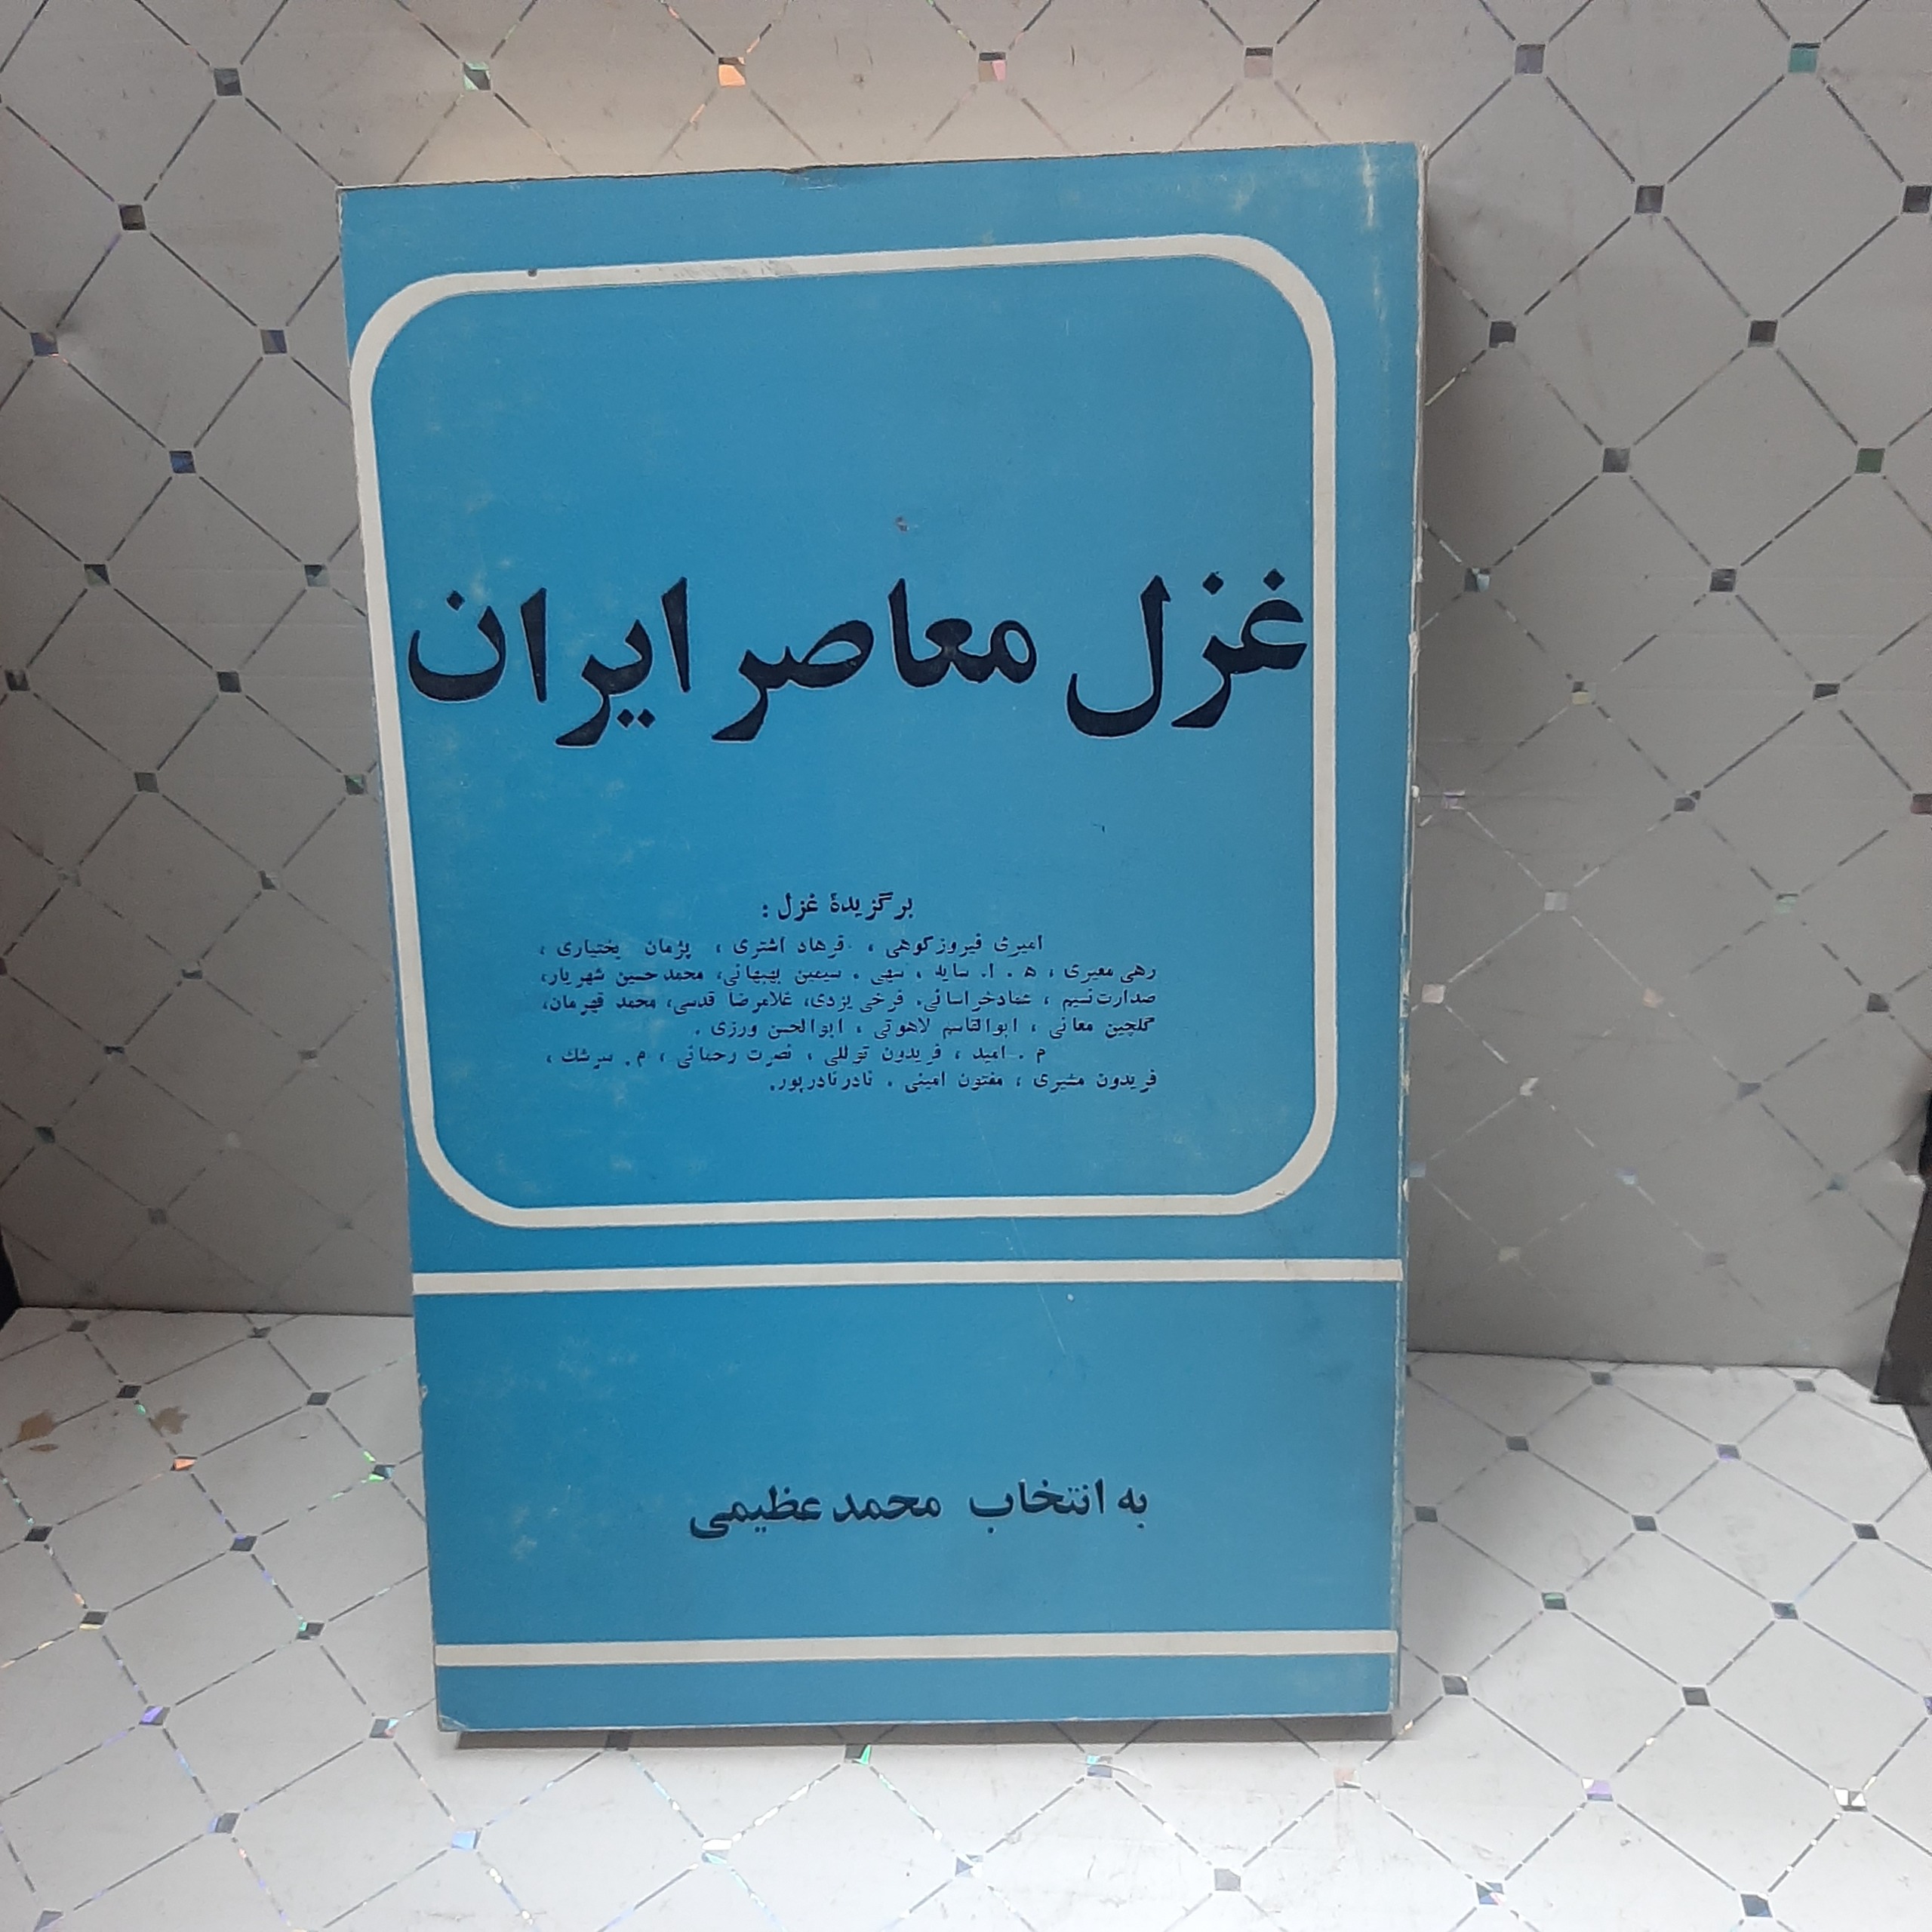 غزل معاصر ایران
برگزیدهٔ غزل :
امیری فیروزکوهی ، فرهاد اشتری ، پژمان بختیاری ،
رهی معیری ، ه . ا. سایه ، سهی . سیمین بهبهانی، محمدحسین شهریار،
صدارت نسیم ، عمادخراسانی. فرخی یزدی، غلامرضا قدسی، محمد قهرمان،
گلچین معانی ، ابوالقاسم لاهوتی ، ابوالحسن ورزی .
م . امید ، فریدون توللی ، نصرت رحمانی ، م . سرشک ،
فریدون مشیری ، مفتون امینی . نادر نادرپور.
به انتخاب محمد عظیمی